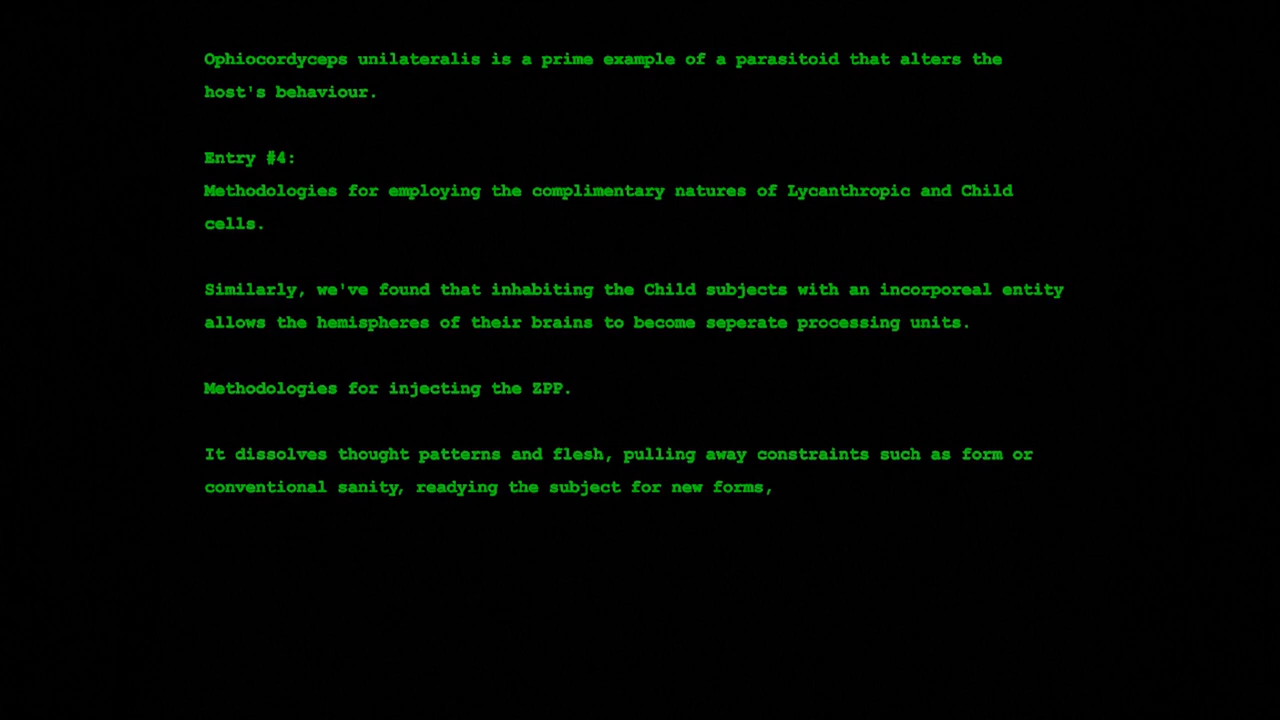 Ophiocordyceps unilateralis is a prime example of a parasitoid that alters the
host's behaviour.
Entry #4:
Methodologies for employing the complimentary natures of Lycanthropic and Child
cells.
Similarly, we've found that inhabiting the Child subjects with an incorporeal entity
allows the hemispheres of their brains to become seperate processing units.
Methodologies for injecting the ZPP.
It dissolves thought patterns and flesh, pulling away constraints such as form or
conventional sanity, readying the subject for new forms,